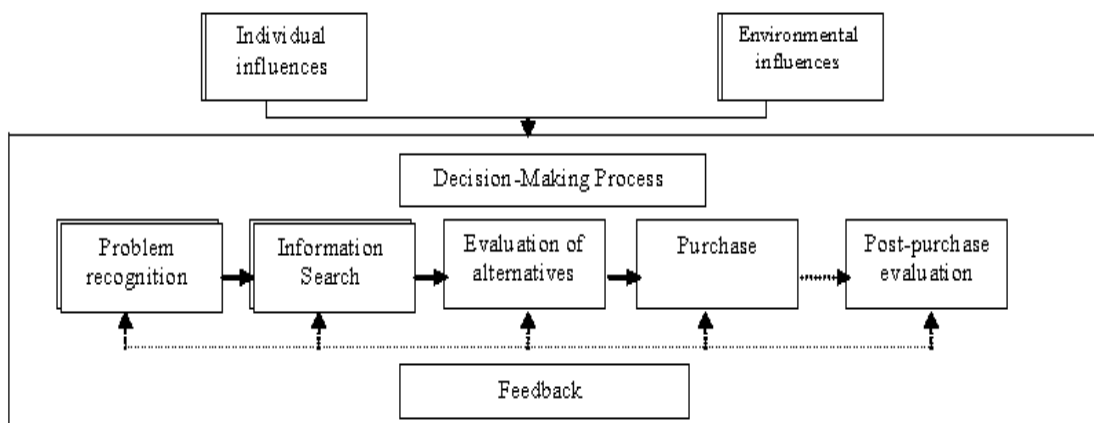 Individual
influences
Environmental
influences
Decision-Making Process
Problem
recognition
Information
Search
Evaluation of
alternatives
Purchase
Post-purchase
evaluation
Feedback